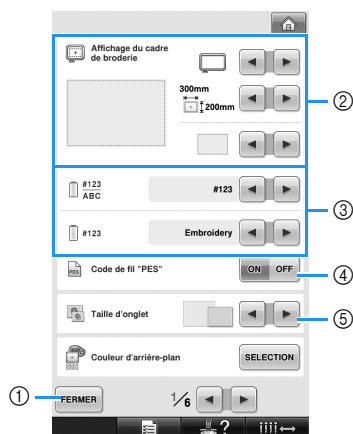 Affichage du cadre
de broderie
300mm
200mm
②
#123
ABC
#123
③
#123
Embroidery
PES
Code de fil "PES"
ON OFF
④
Taille d'onglet
⑤
Couleur d'arrière-plan
SELECTION
①
FERMER
1/6
?